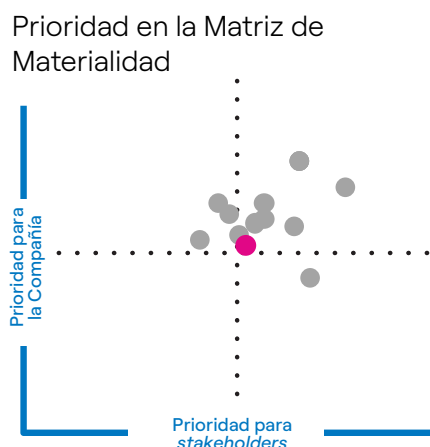 Prioridad en la Matriz de
Materialidad
Prioridad para
la Compañía
Prioridad para
stakeholders